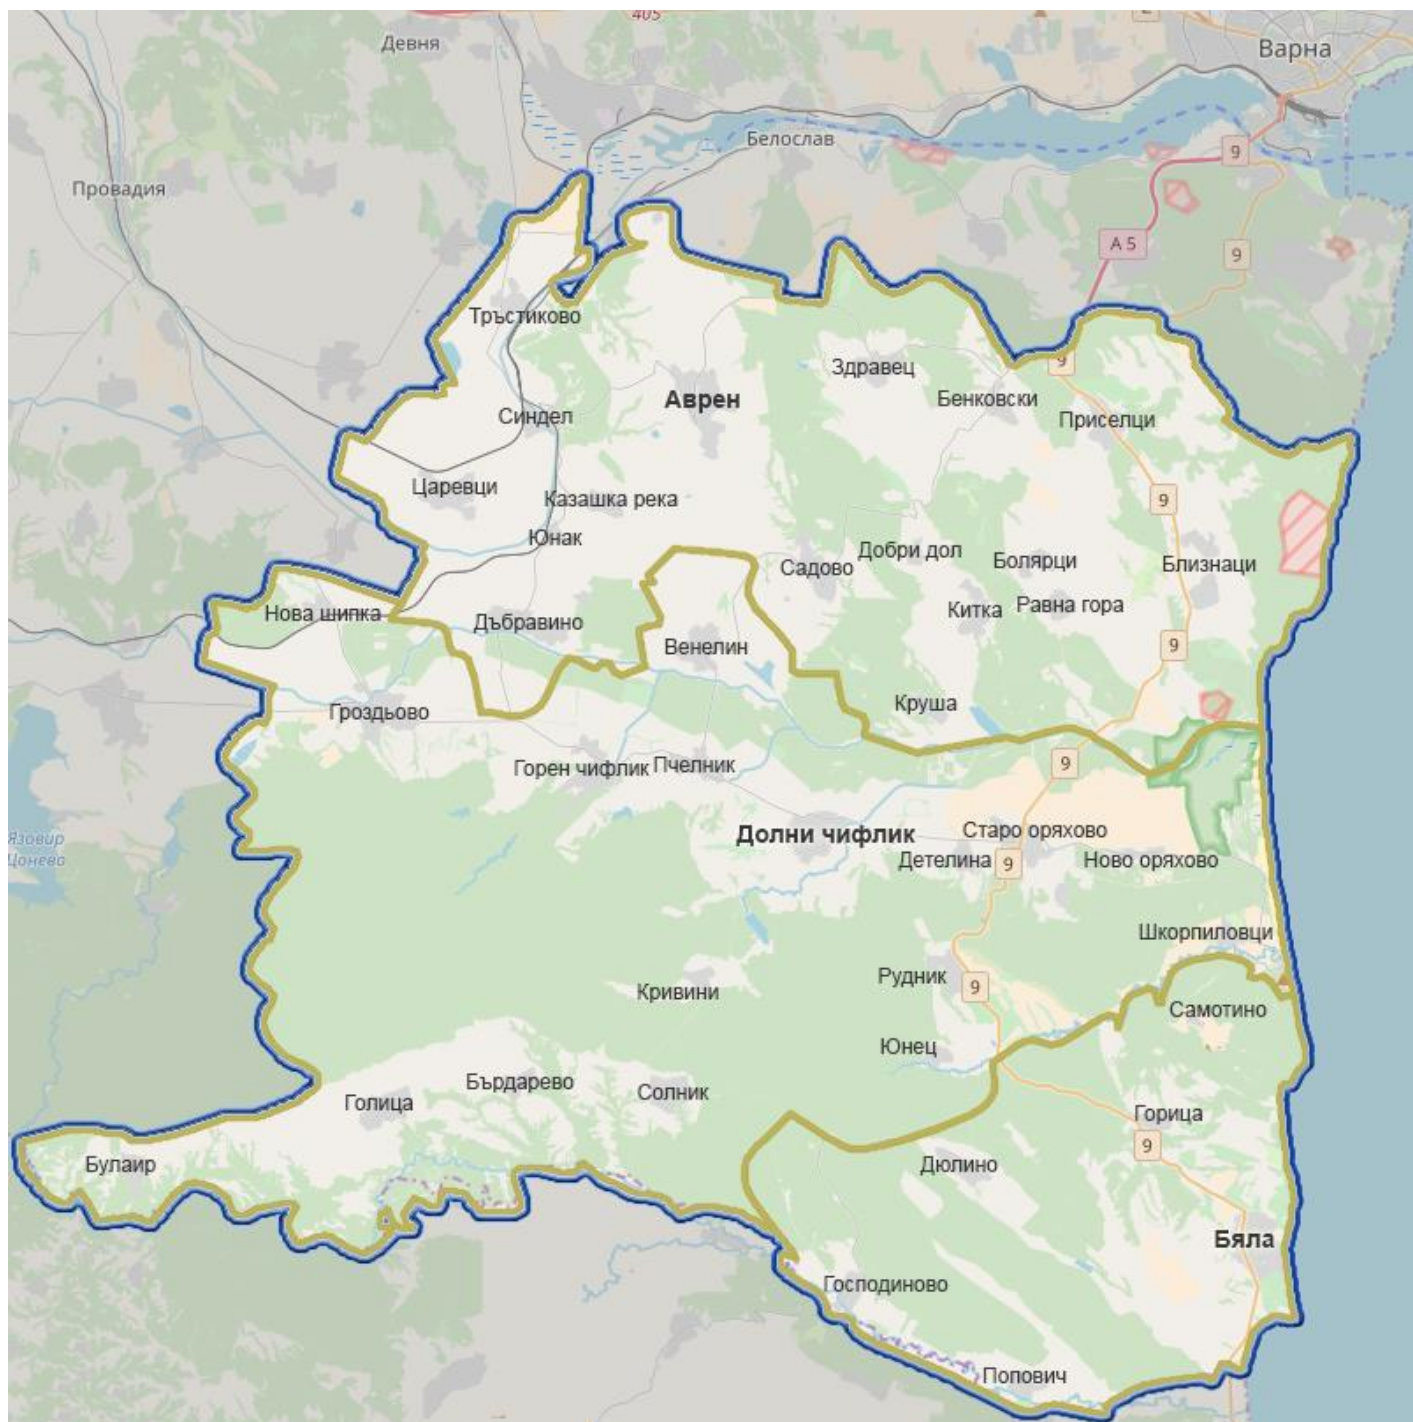 405
Девня
Варна
Белослав
9
Провадия
А 5
9
Тръстиково
9
Здравец
Аврен
Бенковски
Синдел
Приселци
Царевци
Казашка река
9
Юнак
Добри дол
Садово
Болярци
Близнаци
Нова шипка
Китка
Равна гора
Дъбравино
Венелин
9
Круша
Гроздьово
Горен чифлик
Пчелник
9
Долни чифлик
Старо оряхово
Язовир
Цонево
Детелина
9
Ново оряхово
Шкорпиловци
Рудник
9
Кривини
Самотино
Юнец
Бърдарево
Солник
Голица
Горица
9
Булаир
Дюлино
Бяла
Господиново
Попович